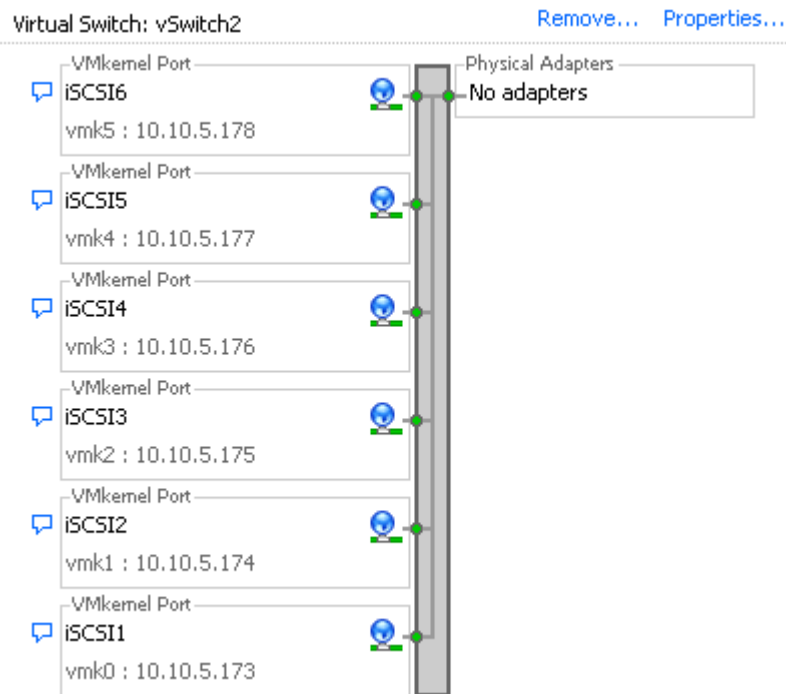 Virtual Switch: vSwitch2 Remove... Properties...
VMkernel Port Physical Adapters
iSCSI6 No adapters
vmk5 : 10.10.5.178
VMkernel Port
iSCSI5
vmk4 : 10.10.5.177
VMkernel Port
iSCSI4
vmk3 : 10.10.5.176
VMkernel Port
iSCSI3
vmk2 : 10.10.5.175
VMkernel Port
iSCSI2
vmk1 : 10.10.5.174
VMkernel Port
iSCSI1
vmk0 : 10.10.5.173